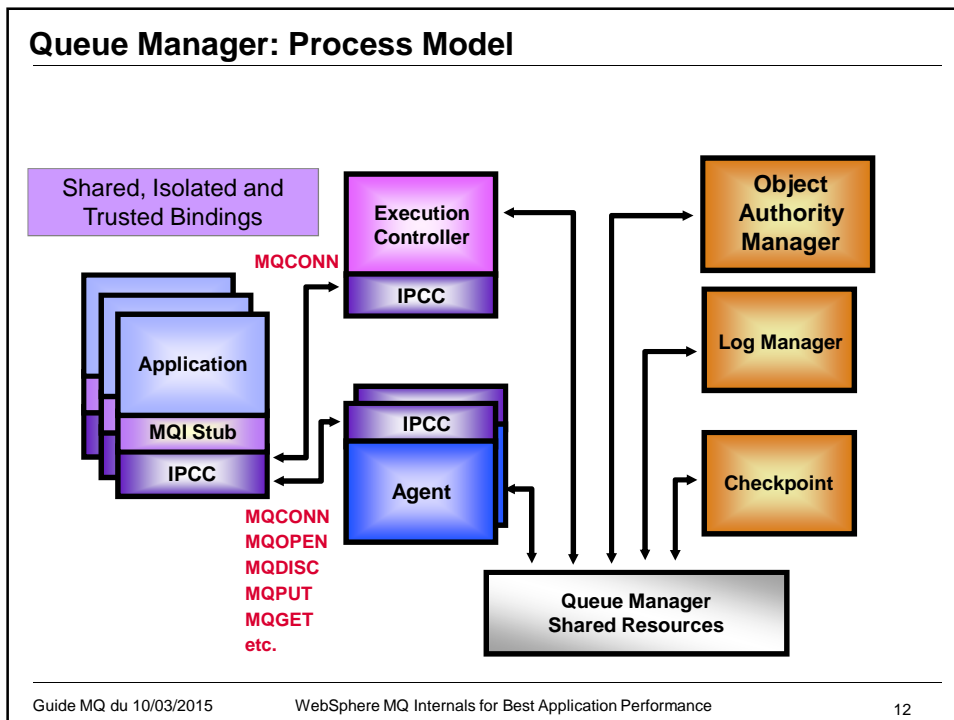 Queue Manager: Process Model
Shared, Isolated and
Trusted Bindings
MQCONN
Execution
Controller
IPCC
Object
Authority
Manager
Application
MQI Stub
IPCC
Log Manager
IPCC
Agent
Checkpoint
MQCONN
MQOPEN
MQDISC
MQPUT
MQGET
etc.
Queue Manager
Shared Resources
Guide MQ du 10/03/2015
WebSphere MQ Internals for Best Application Performance
12